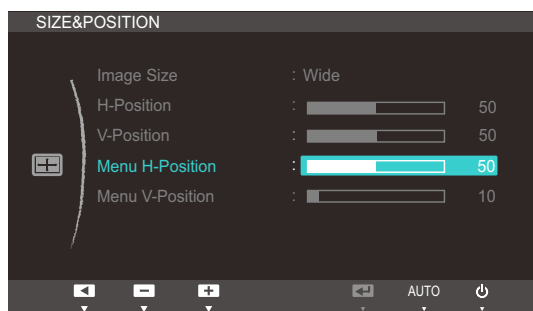 SIZE&POSITION
Image Size : Wide
H-Position : 50
V-Position : 50
Menu H-Position : 50
Menu V-Position : 10
AUTO